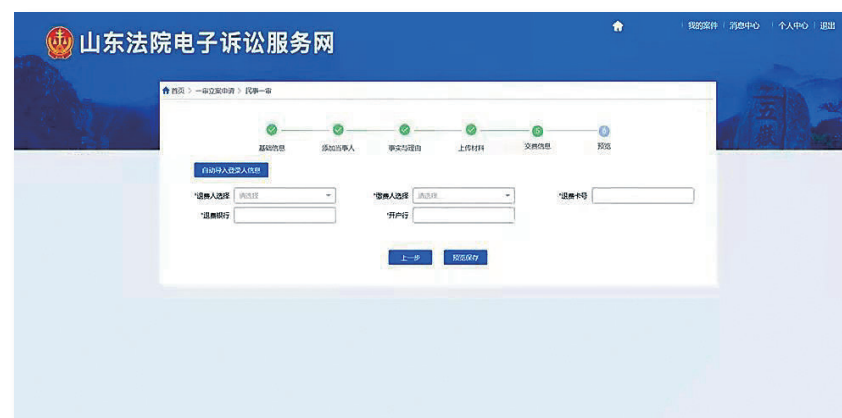 我的案件 消息中心 个人中心 退出
山东法院电子诉讼服务网
首页 > 一审立案申请 > 民事一审
5 6
基础信息 添加当事人 事实与理由 上传材料 交费信息 预览
自动导入登录人信息
*退费人选择 请选择 *缴费人选择 请选择 *退费卡号
*退费银行 *开户行
上一步 预览保存
五